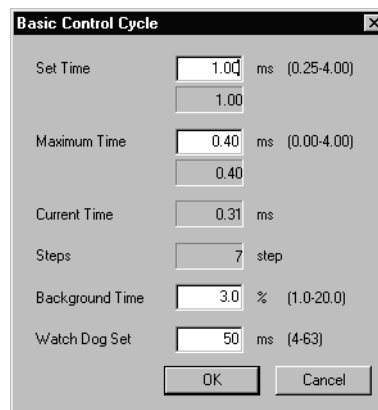 Basic Control Cycle
Set Time 1.00 ms (0.25-4.00)
1.00
Maximum Time 0.40 ms (0.00-4.00)
0.40
Current Time 0.31 ms
Steps 7 step
Background Time 3.0 % (1.0-20.0)
Watch Dog Set 50 ms (4-63)
OK Cancel